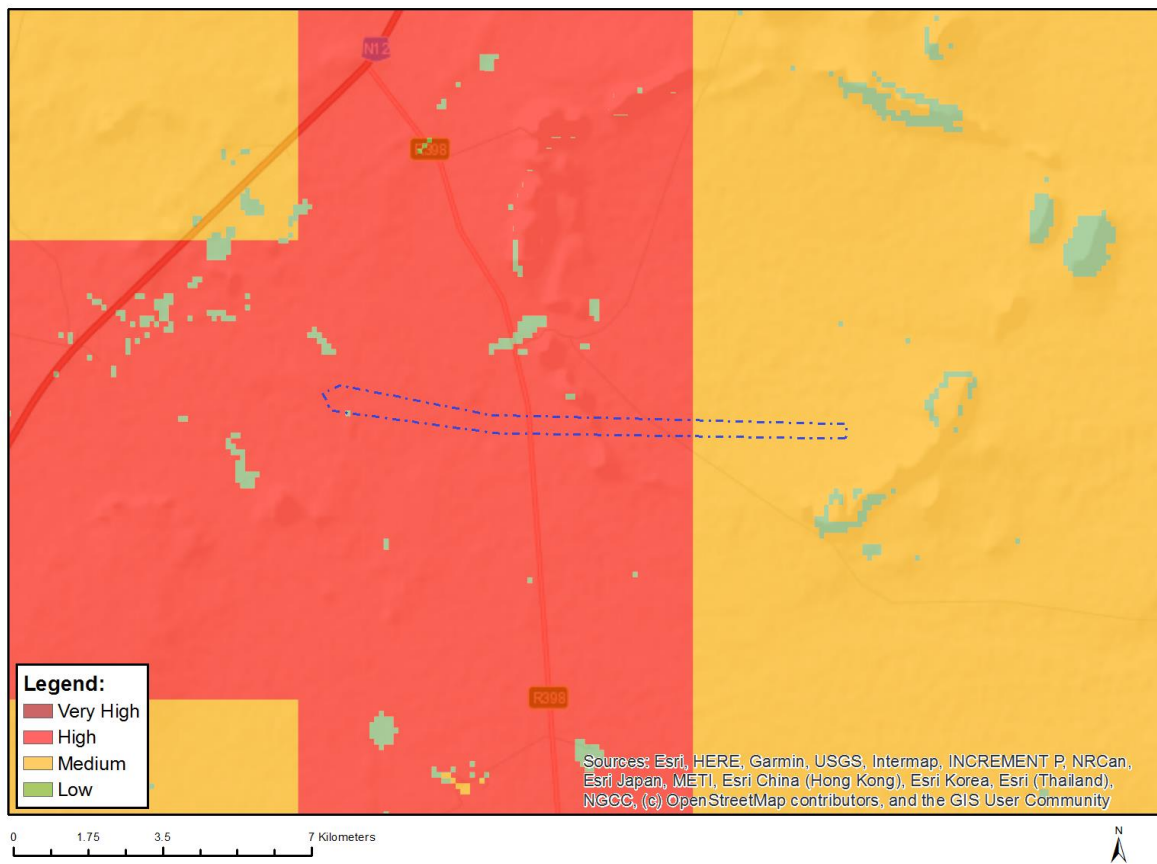 N12
R398
R398
Legend:
Very High
High
Medium
Low
Sources: Esri, HERE, Garmin, USGS, Intermap, INCREMENT P, NRCan,
Esri Japan, METI, Esri China (Hong Kong), Esri Korea, Esri (Thailand),
NGCC, (c) OpenStreetMap contributors, and the GIS User Community
0 1.75 3.5 7 Kilometers
N